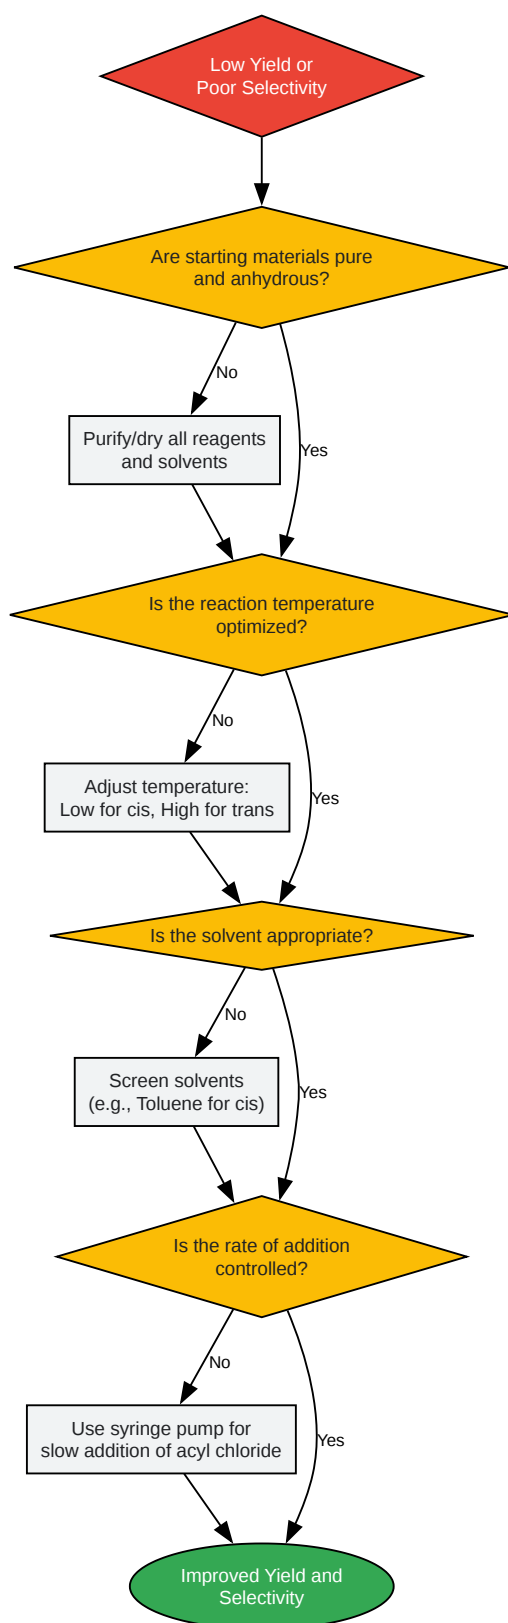 Low Yield or
Poor Selectivity
Are starting materials pure
and anhydrous?
No
Purify/dry all reagents
and solvents
Yes
Is the reaction temperature
optimized?
No
Adjust temperature:
Low for cis, High for trans
Yes
Is the solvent appropriate?
No
Screen solvents
(e.g., Toluene for cis)
Yes
Is the rate of addition
controlled?
No
Use syringe pump for
slow addition of acyl chloride
Yes
Improved Yield and
Selectivity